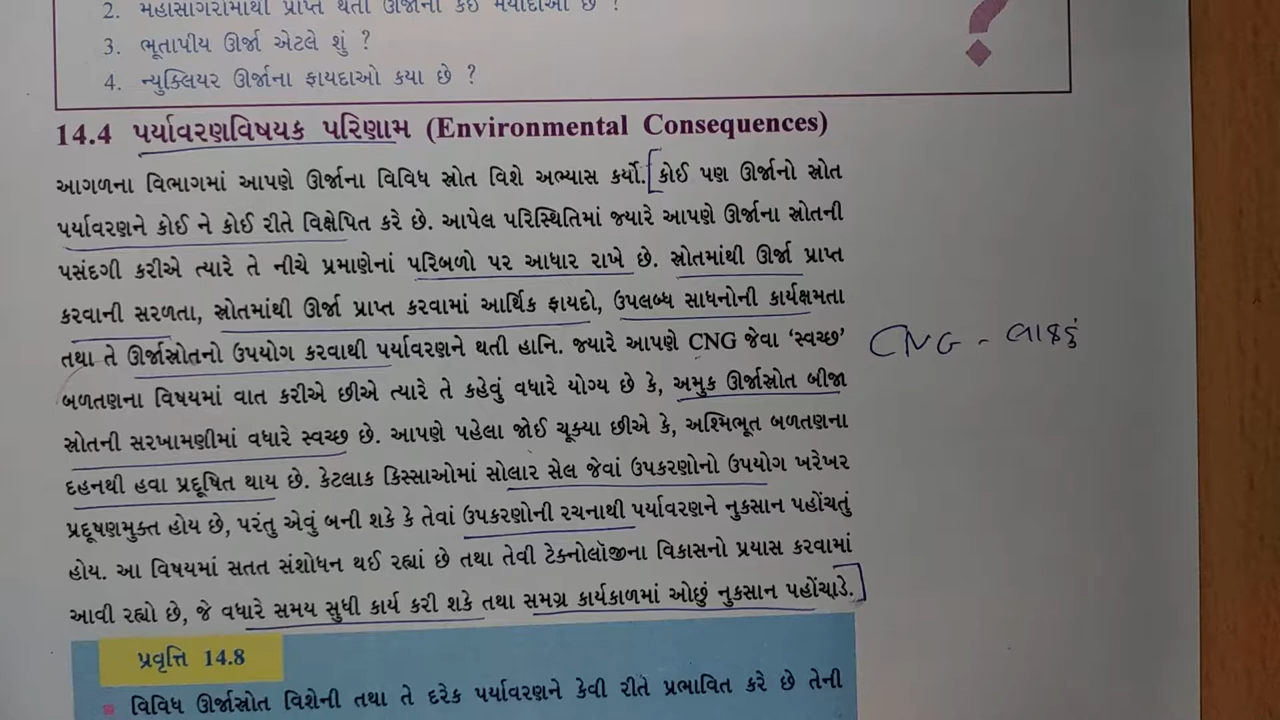 2. મહાસાગરોમાંથી પ્રાપ્ત થતી ઊર્જાની કઈ મર્યાદાઓ છે ?
3. ભૂતાપીય ઊર્જા એટલે શું ?
4. ન્યુક્લિયર ઊર્જાના ફાયદાઓ કયા છે ?
?
14.4 પર્યાવરણવિષયક પરિણામ (Environmental Consequences)
આગળના વિભાગમાં આપણે ઊર્જાના વિવિધ સ્રોત વિશે અભ્યાસ કર્યો. [કોઈ પણ ઊર્જાનો સ્રોત
પર્યાવરણને કોઈ ને કોઈ રીતે વિક્ષેપિત કરે છે. આપેલ પરિસ્થિતિમાં જ્યારે આપણે ઊર્જાના સ્રોતની
પસંદગી કરીએ ત્યારે તે નીચે પ્રમાણેનાં પરિબળો પર આધાર રાખે છે. સ્રોતમાંથી ઊર્જા પ્રાપ્ત
કરવાની સરળતા, સ્રોતમાંથી ઊર્જા પ્રાપ્ત કરવામાં આર્થિક ફાયદો, ઉપલબ્ધ સાધનોની કાર્યક્ષમતા
તથા તે ઊર્જાસ્રોતનો ઉપયોગ કરવાથી પર્યાવરણને થતી હાનિ. જ્યારે આપણે CNG જેવા ‘સ્વચ્છ’
CNG - લાકડું
બળતણના વિષયમાં વાત કરીએ છીએ ત્યારે તે કહેવું વધારે યોગ્ય છે કે, અમુક ઊર્જાસ્રોત બીજા
સ્રોતની સરખામણીમાં વધારે સ્વચ્છ છે. આપણે પહેલા જોઈ ચૂક્યા છીએ કે, અશ્મિભૂત બળતણના
દહનથી હવા પ્રદૂષિત થાય છે. કેટલાક કિસ્સાઓમાં સોલાર સેલ જેવાં ઉપકરણોનો ઉપયોગ ખરેખર
પ્રદૂષણમુક્ત હોય છે, પરંતુ એવું બની શકે કે તેવાં ઉપકરણોની રચનાથી પર્યાવરણને નુકસાન પહોંચતું
હોય. આ વિષયમાં સતત સંશોધન થઈ રહ્યાં છે તથા તેવી ટેક્નોલૉજીના વિકાસનો પ્રયાસ કરવામાં
આવી રહ્યો છે, જે વધારે સમય સુધી કાર્ય કરી શકે તથા સમગ્ર કાર્યકાળમાં ઓછું નુકસાન પહોંચાડે.]
પ્રવૃત્તિ 14.8
વિવિધ ઊર્જાસ્રોત વિશેની તથા તે દરેક પર્યાવરણને કેવી રીતે પ્રભાવિત કરે છે તેની